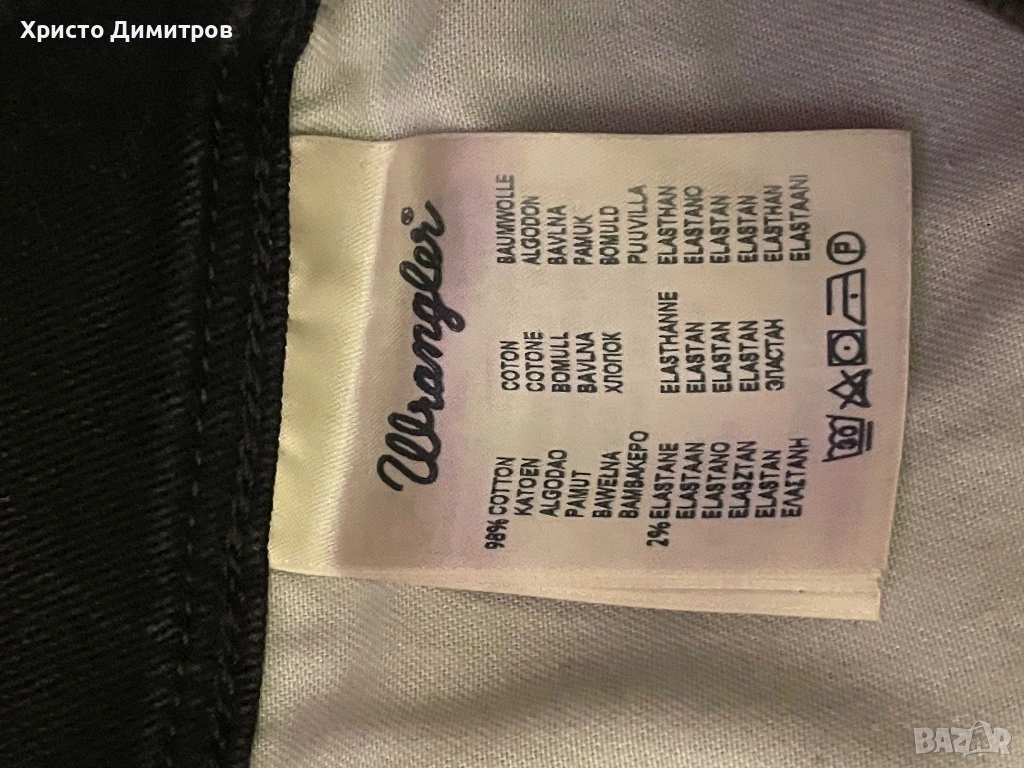 Христо Димитров
Wrangler®
98% COTTON COTON BAUMWOLLE
KATOEN COTONE ALGODON
ALGODAO BOMULL BAVLNA
PAMUT BAVLNA PAMUK
BAWEŁNA ХЛОПОК BOMULD
ΒΑΜΒΑΚΕΡΟ PUUVILLA
2% ELASTANE ELASTHANNE ELASTHAN
ELASTAAN ELASTAN ELASTANO
ELASTANO ELASTAN ELASTAN
ELASZTAN ELASTAN ELASTAN
ELASTAN ЭЛАСТАН ELASTHAN
ΕΛΑΣΤΑΝΗ ELASTAANI
30 P
BAZAR